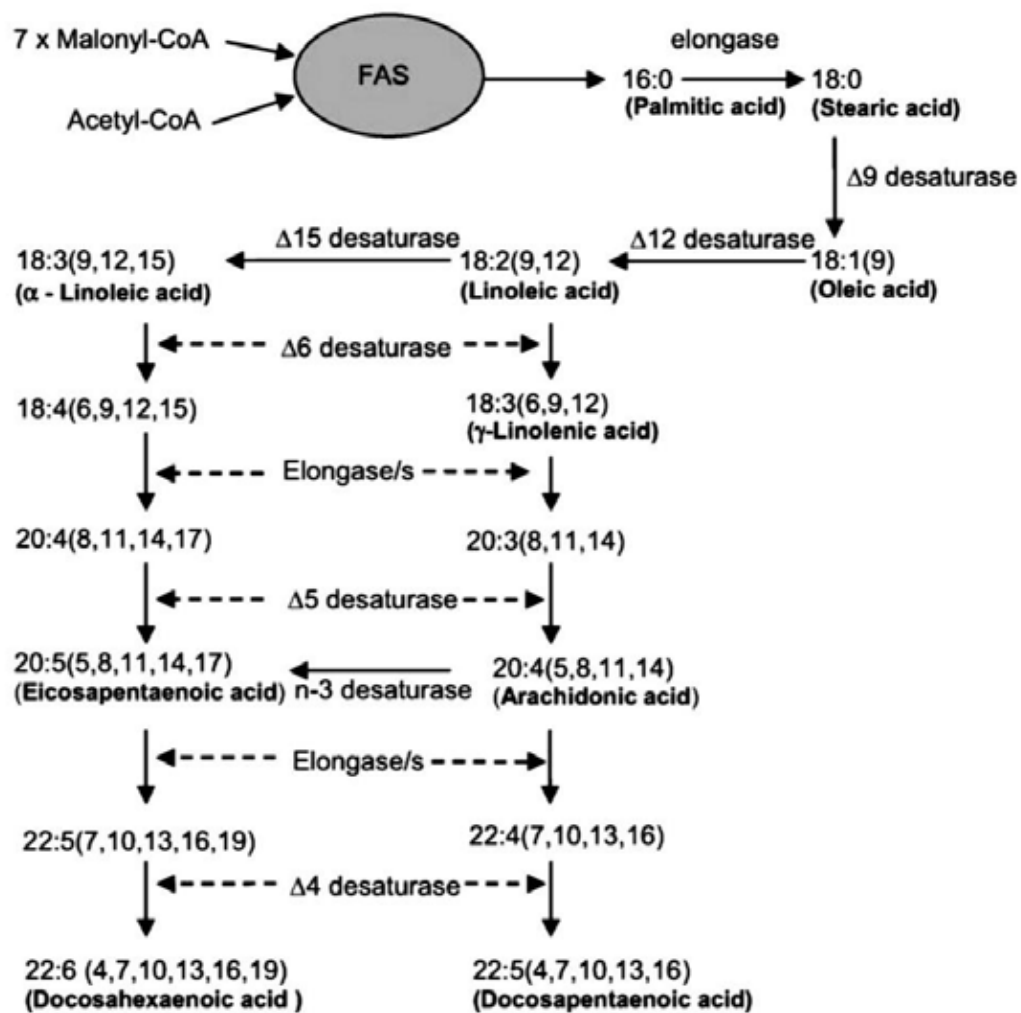 7 x Malonyl-CoA
Acetyl-CoA
FAS
elongase
16:0
(Palmitic acid)
18:0
(Stearic acid)
Δ9 desaturase
18:3(9,12,15)
(α - Linoleic acid)
Δ15 desaturase
18:2(9,12)
(Linoleic acid)
Δ12 desaturase
18:1(9)
(Oleic acid)
Δ6 desaturase
18:4(6,9,12,15)
18:3(6,9,12)
(γ-Linolenic acid)
Elongase/s
20:4(8,11,14,17)
20:3(8,11,14)
Δ5 desaturase
20:5(5,8,11,14,17)
(Eicosapentaenoic acid)
n-3 desaturase
20:4(5,8,11,14)
(Arachidonic acid)
Elongase/s
22:5(7,10,13,16,19)
22:4(7,10,13,16)
Δ4 desaturase
22:6 (4,7,10,13,16,19)
(Docosahexaenoic acid )
22:5(4,7,10,13,16)
(Docosapentaenoic acid)